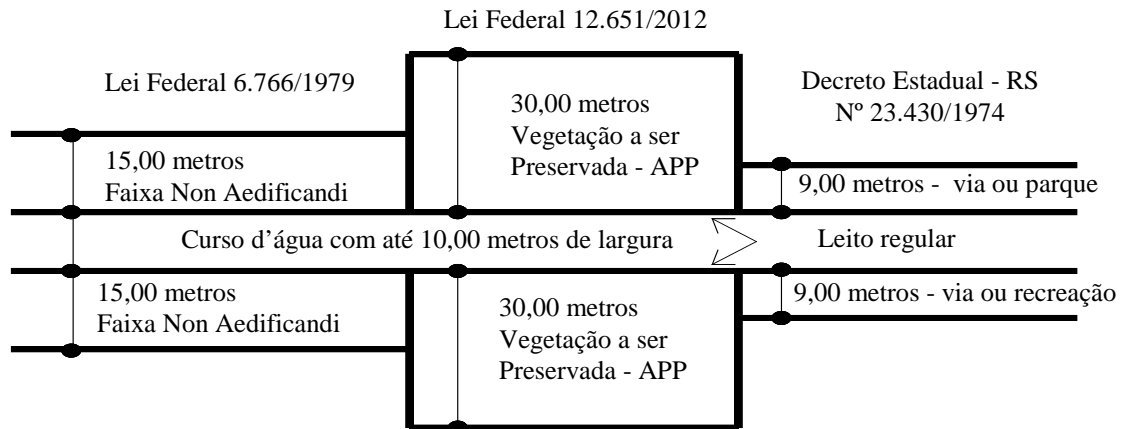 Lei Federal 12.651/2012
Lei Federal 6.766/1979
Decreto Estadual - RS
Nº 23.430/1974
30,00 metros
Vegetação a ser
Preservada - APP
15,00 metros
Faixa Non Aedificandi
9,00 metros - via ou parque
Curso d'água com até 10,00 metros de largura
Leito regular
15,00 metros
Faixa Non Aedificandi
30,00 metros
Vegetação a ser
Preservada - APP
9,00 metros - via ou recreação